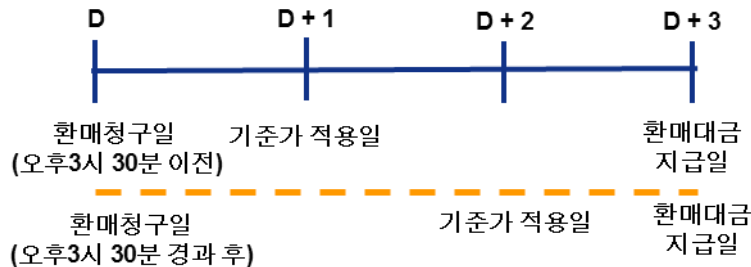 D D + 1 D + 2 D + 3
환매청구일 기준가 적용일 환매대금
(오후3시 30분 이전) 지급일
환매청구일 기준가 적용일 환매대금
(오후3시 30분 경과 후) 지급일